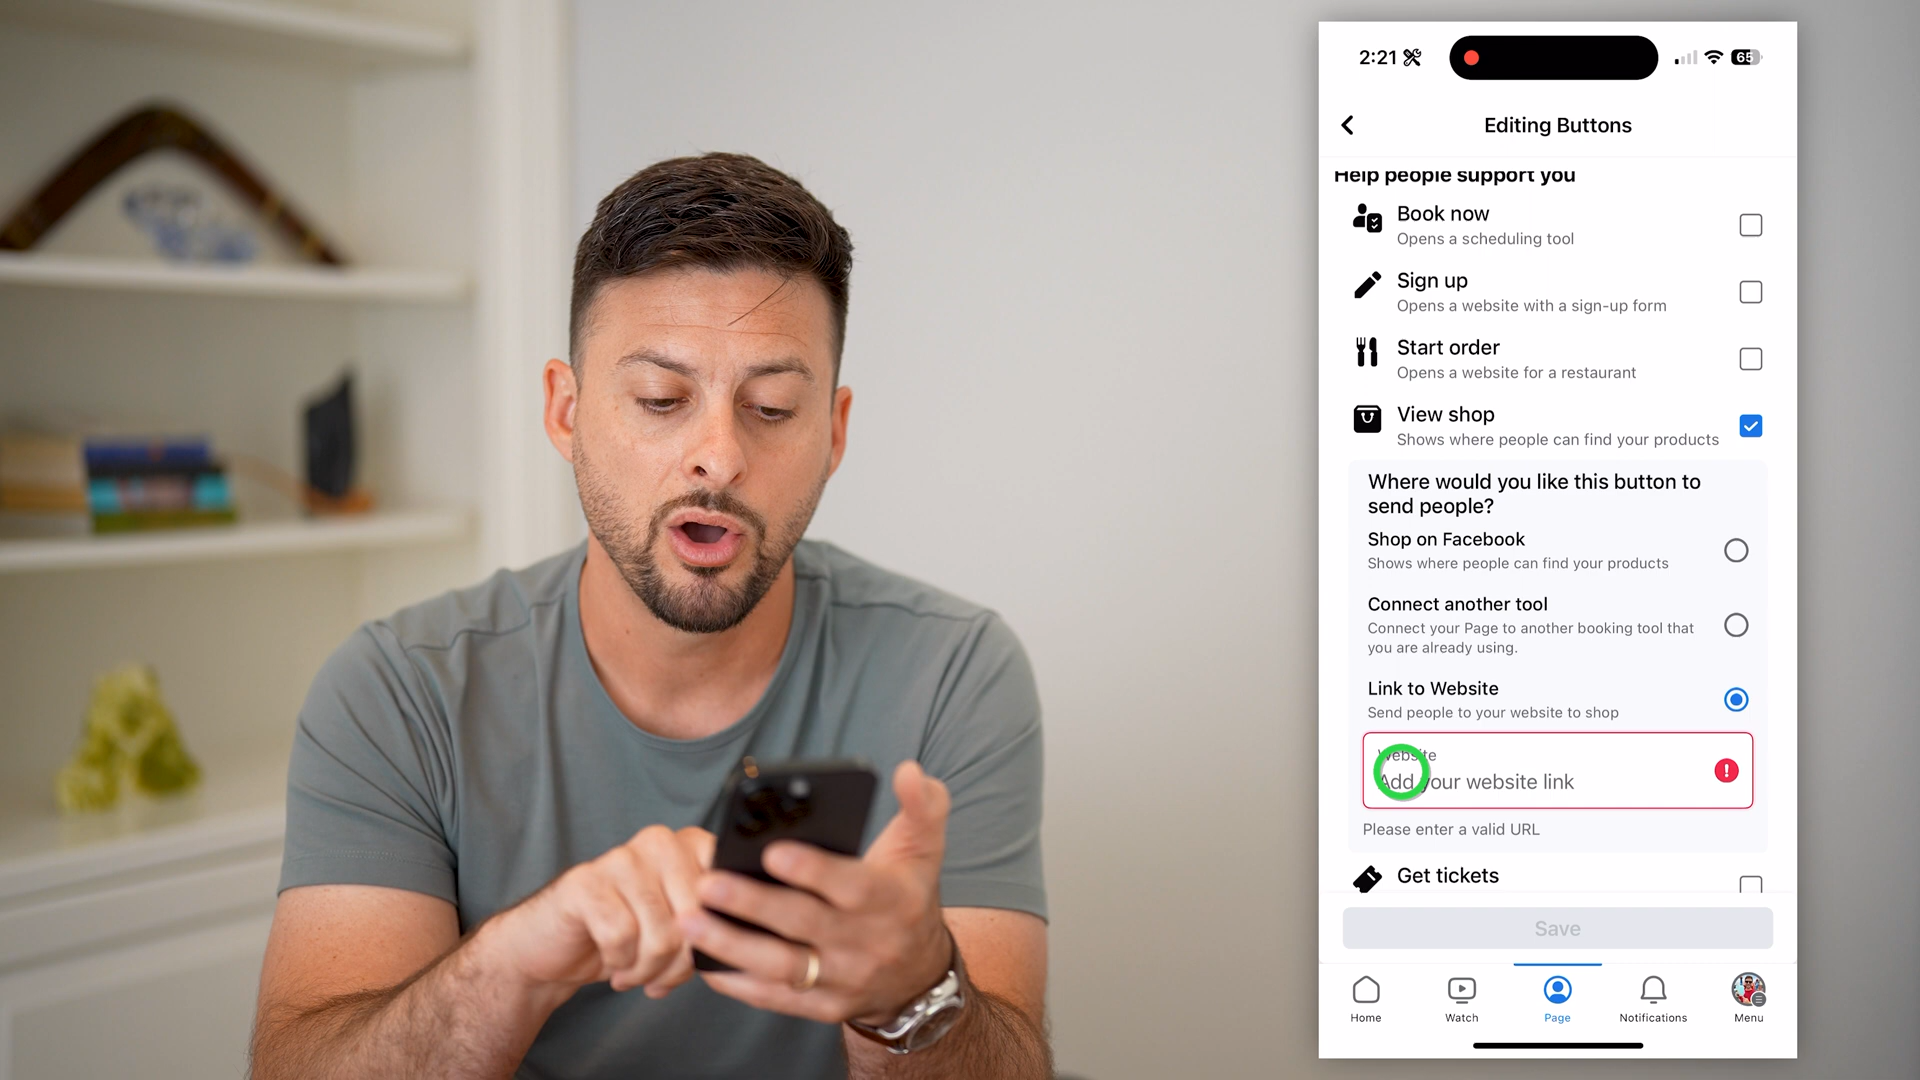 2:21
65
Editing Buttons
Help people support you
Book now
Opens a scheduling tool
Sign up
Opens a website with a sign-up form
Start order
Opens a website for a restaurant
View shop
Shows where people can find your products
Where would you like this button to
send people?
Shop on Facebook
Shows where people can find your products
Connect another tool
Connect your Page to another booking tool that
you are already using.
Link to Website
Send people to your website to shop
Website
Add your website link
Please enter a valid URL
Get tickets
Save
Home
Watch
Page
Notifications
Menu